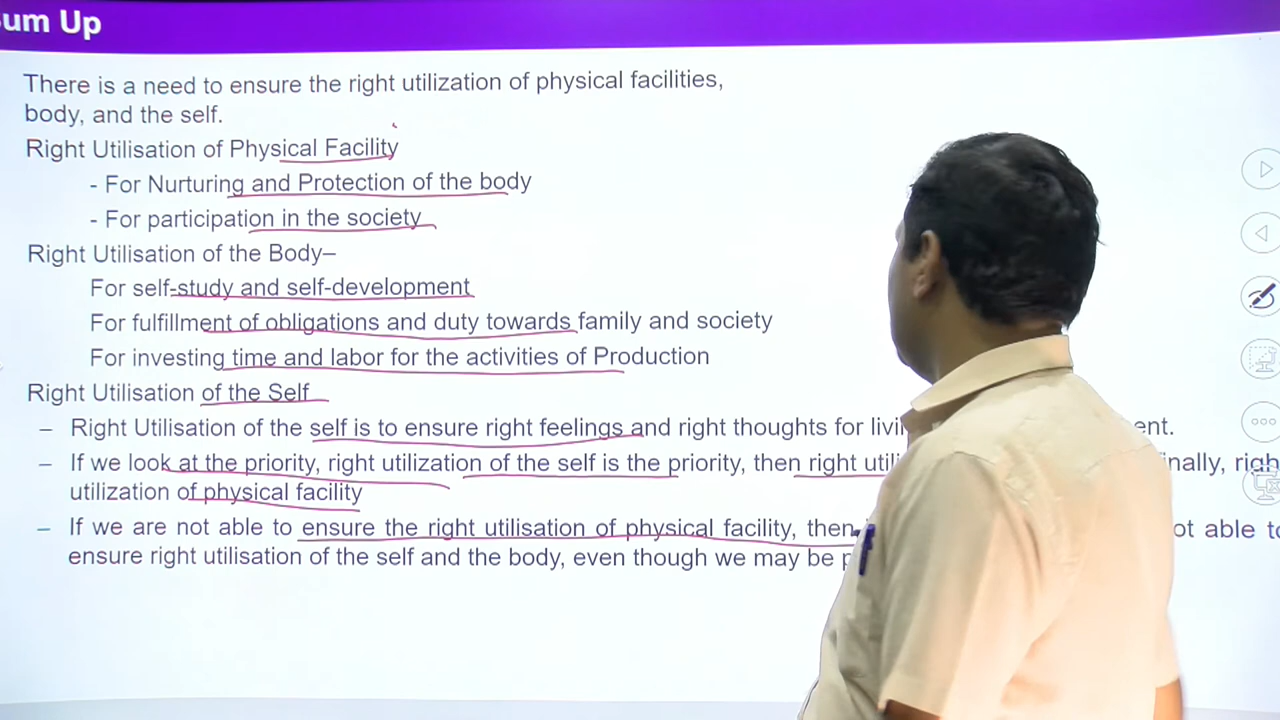 um Up
There is a need to ensure the right utilization of physical facilities,
body, and the self.
Right Utilisation of Physical Facility
- For Nurturing and Protection of the body
- For participation in the society
Right Utilisation of the Body–
For self-study and self-development
For fulfillment of obligations and duty towards family and society
For investing time and labor for the activities of Production
Right Utilisation of the Self
– Right Utilisation of the self is to ensure right feelings and right thoughts for
– If we look at the priority, right utilization of the self is the priority, then right
utilization of physical facility
– If we are not able to ensure the right utilisation of physical facility, then able
ensure right utilisation of the self and the body, even though we may be